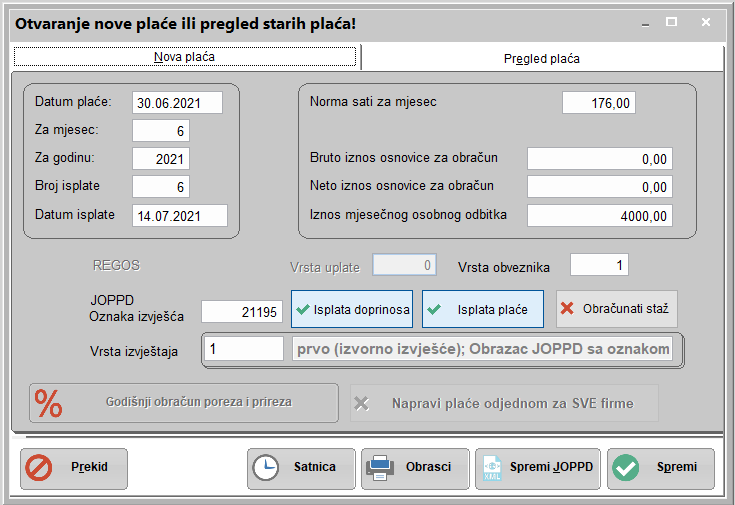 Otvaranje nove plaće ili pregled starih plaća!
Nova plaća
Pregled plaća
Datum plaće: 30.06.2021
Za mjesec: 6
Za godinu: 2021
Broj isplate 6
Datum isplate 14.07.2021
Norma sati za mjesec 176,00
Bruto iznos osnovice za obračun 0,00
Neto iznos osnovice za obračun 0,00
Iznos mjesečnog osobnog odbitka 4000,00
REGOS Vrsta uplate 0 Vrsta obveznika 1
JOPPD
Oznaka izvješća 21195 Isplata doprinosa Isplata plaće Obračunati staž
Vrsta izvještaja 1 prvo (izvorno izvješće); Obrazac JOPPD sa oznakom
% Godišnji obračun poreza i prireza Napravi plaće odjednom za SVE firme
Prekid Satnica Obrasci XML Spremi JOPPD Spremi